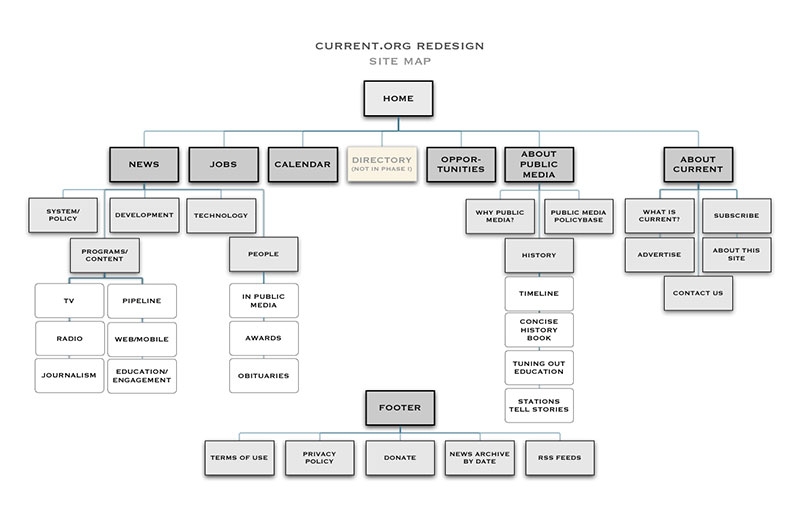 CURRENT.ORG REDESIGN
SITE MAP
HOME
NEWS
JOBS
CALENDAR
DIRECTORY
(NOT IN PHASE I)
OPPOR-
TUNITIES
ABOUT
PUBLIC
MEDIA
ABOUT
CURRENT
SYSTEM/
POLICY
DEVELOPMENT
TECHNOLOGY
WHY PUBLIC
MEDIA?
PUBLIC MEDIA
POLICYBASE
WHAT IS
CURRENT?
SUBSCRIBE
PROGRAMS/
CONTENT
PEOPLE
HISTORY
ADVERTISE
ABOUT THIS
SITE
CONTACT US
TV
PIPELINE
IN PUBLIC
MEDIA
TIMELINE
RADIO
WEB/MOBILE
AWARDS
CONCISE
HISTORY
BOOK
JOURNALISM
EDUCATION/
ENGAGEMENT
OBITUARIES
TUNING OUT
EDUCATION
STATIONS
TELL STORIES
FOOTER
TERMS OF USE
PRIVACY
POLICY
DONATE
NEWS ARCHIVE
BY DATE
RSS FEEDS